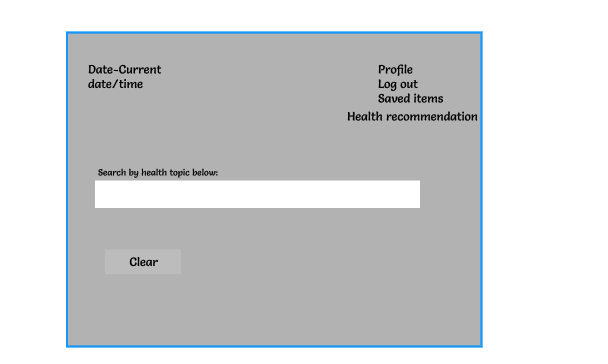 Date-Current
date/time
Profile
Log out
Saved items
Health recommendation
Search by health topic below:
Clear